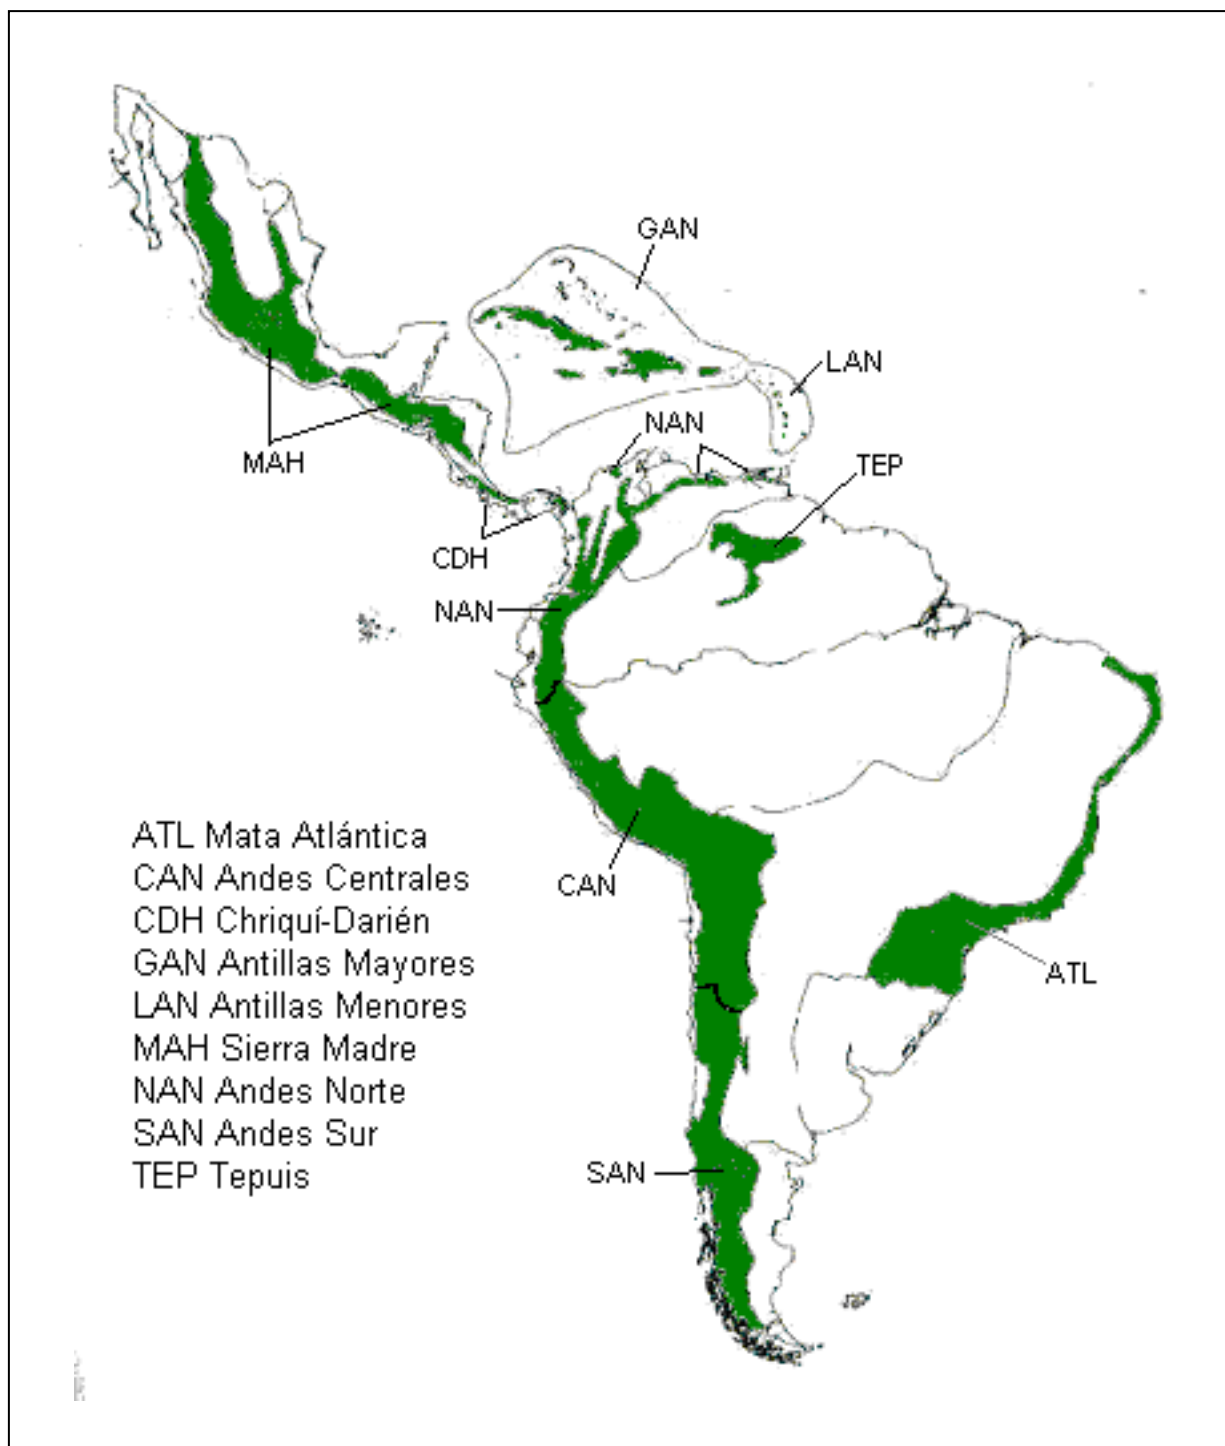 GAN
LAN
NAN
TEP
MAH
CDH
NAN
CAN
ATL
SAN
ATL Mata Atlántica
CAN Andes Centrales
CDH Chriquí-Darién
GAN Antillas Mayores
LAN Antillas Menores
MAH Sierra Madre
NAN Andes Norte
SAN Andes Sur
TEP Tepuis